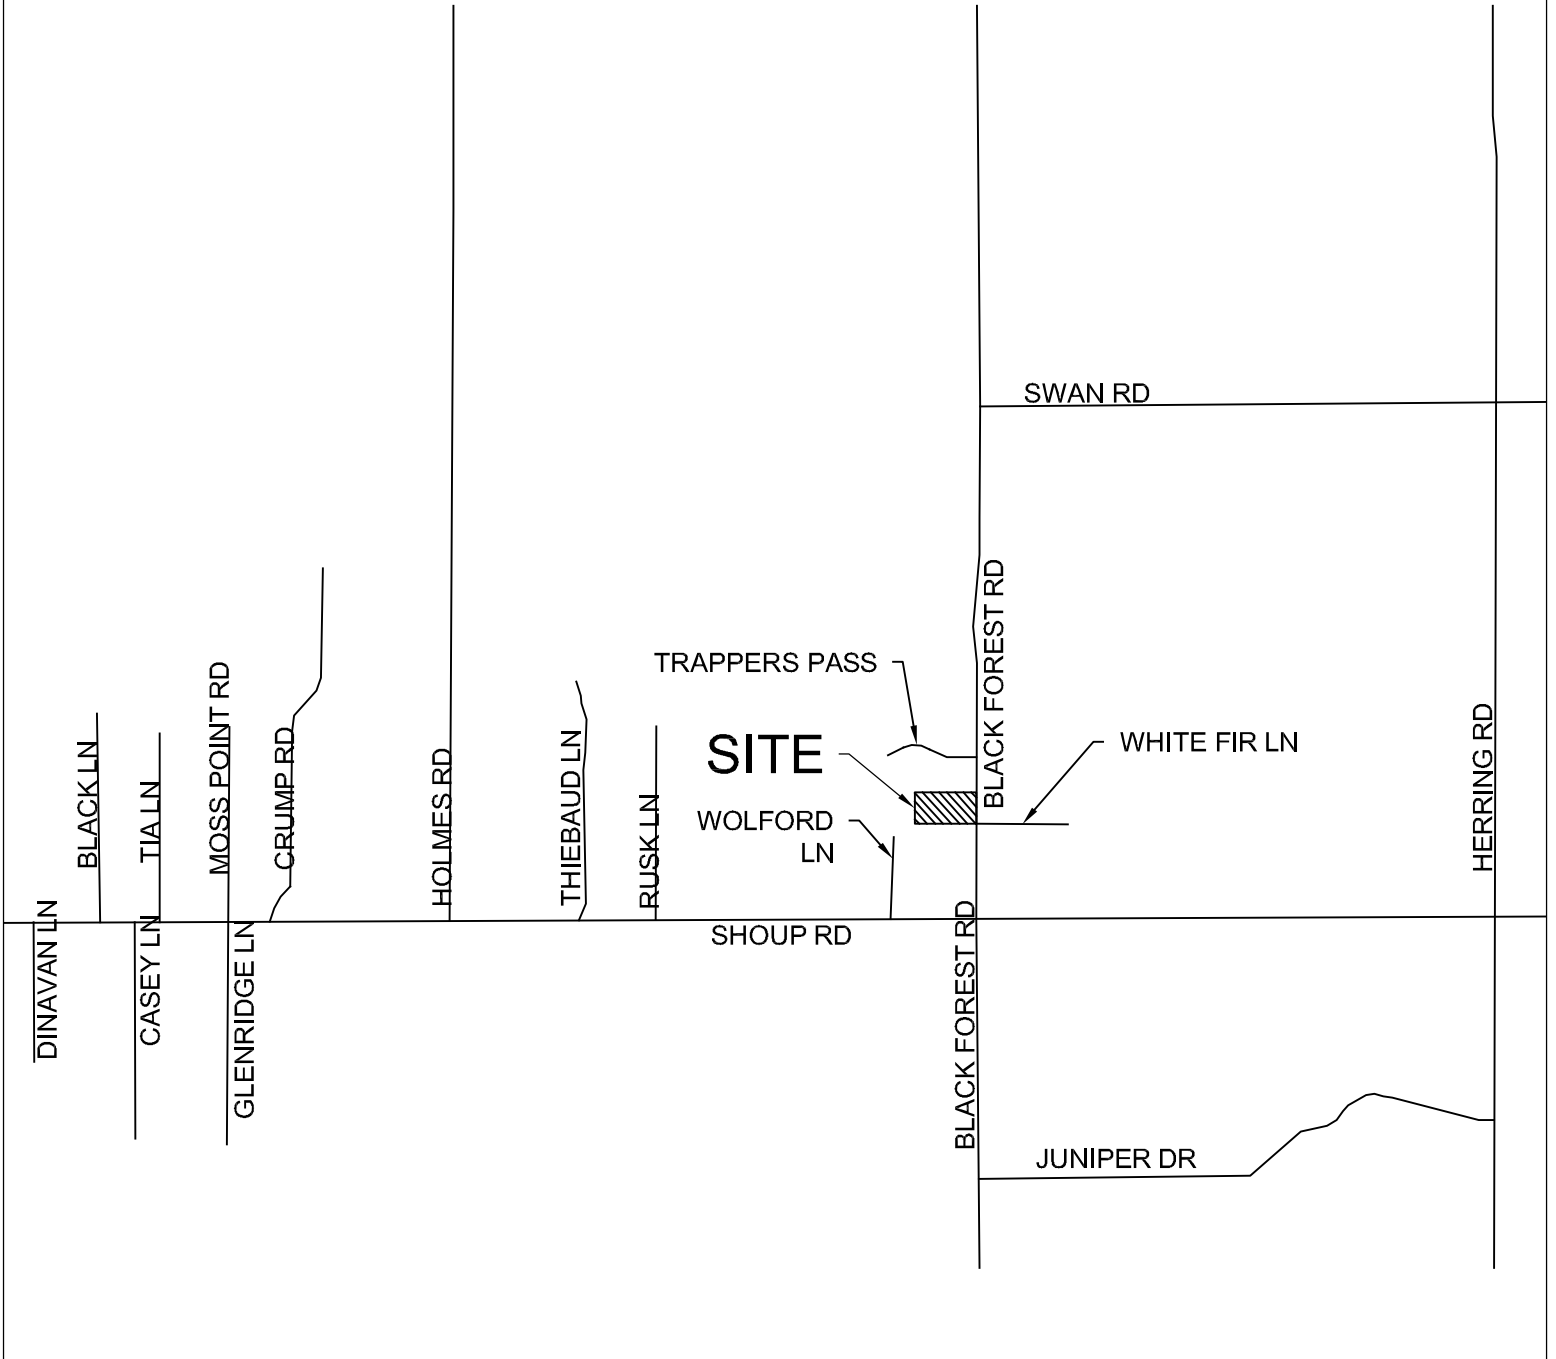 SWAN RD
BLACK FOREST RD
TRAPPERS PASS
MOSS POINT RD
HERRING RD
CRUMP RD
THIEBAUD LN
SITE
WHITE FIR LN
BLACK LN
HOLMES RD
TIA LN
RUSK LN
WOLFORD
LN
DINAVAN LN
CASEY LN
GLENRIDGE LN
SHOUP RD
BLACK FOREST RD
JUNIPER DR